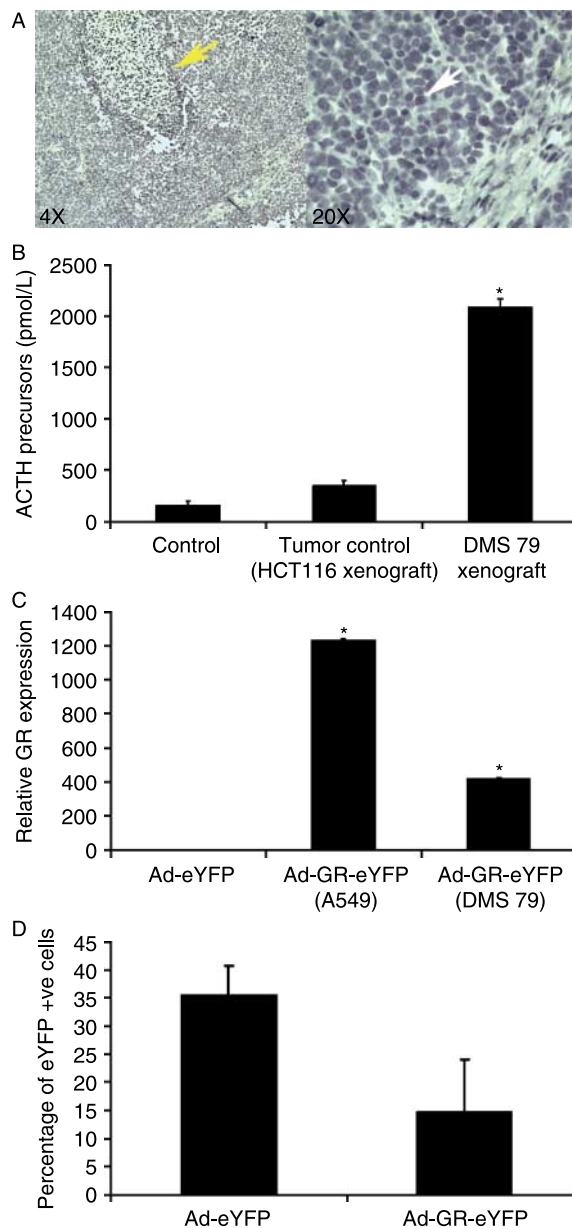 A
4X
20X
B
ACTH precursors (pmol/L)
2500
2000
1500
1000
500
0
*
Control
Tumor control
(HCT116 xenograft)
DMS 79
xenograft
C
Relative GR expression
1400
1200
1000
800
600
400
200
0
*
*
Ad-eYFP
Ad-GR-eYFP
(A549)
Ad-GR-eYFP
(DMS 79)
D
Percentage of eYFP +ve cells
45
40
35
30
25
20
15
10
5
0
Ad-eYFP
Ad-GR-eYFP